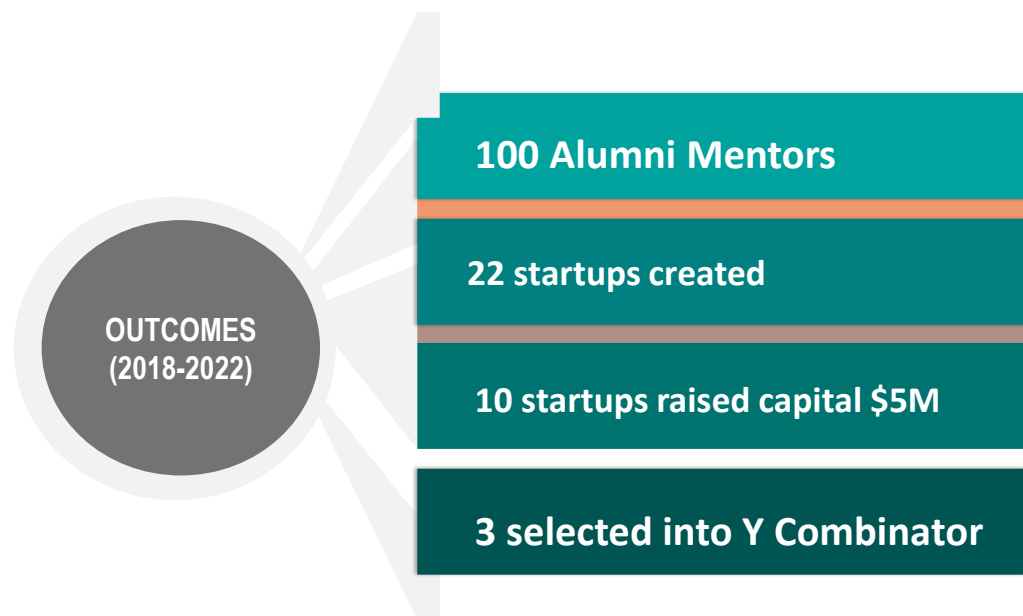 OUTCOMES
(2018-2022)
100 Alumni Mentors
22 startups created
10 startups raised capital $5M
3 selected into Y Combinator